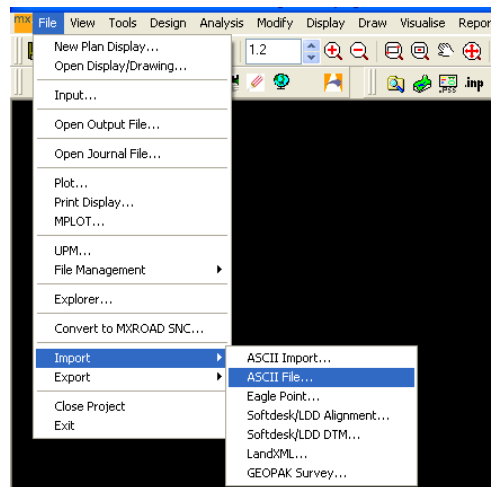 mx File View Tools Design Analysis Modify Display Draw Visualise Repor
New Plan Display...
1.2
Open Display/Drawing...
Input...
.inp
Open Output File...
Open Journal File...
Plot...
Print Display...
MPLOT...
UPM...
File Management
Explorer...
Convert to MXROAD SNC...
Import
ASCII Import...
Export
ASCII File...
Eagle Point...
Close Project
Softdesk/LDD Alignment...
Exit
Softdesk/LDD DTM...
LandXML...
GEOPAK Survey...